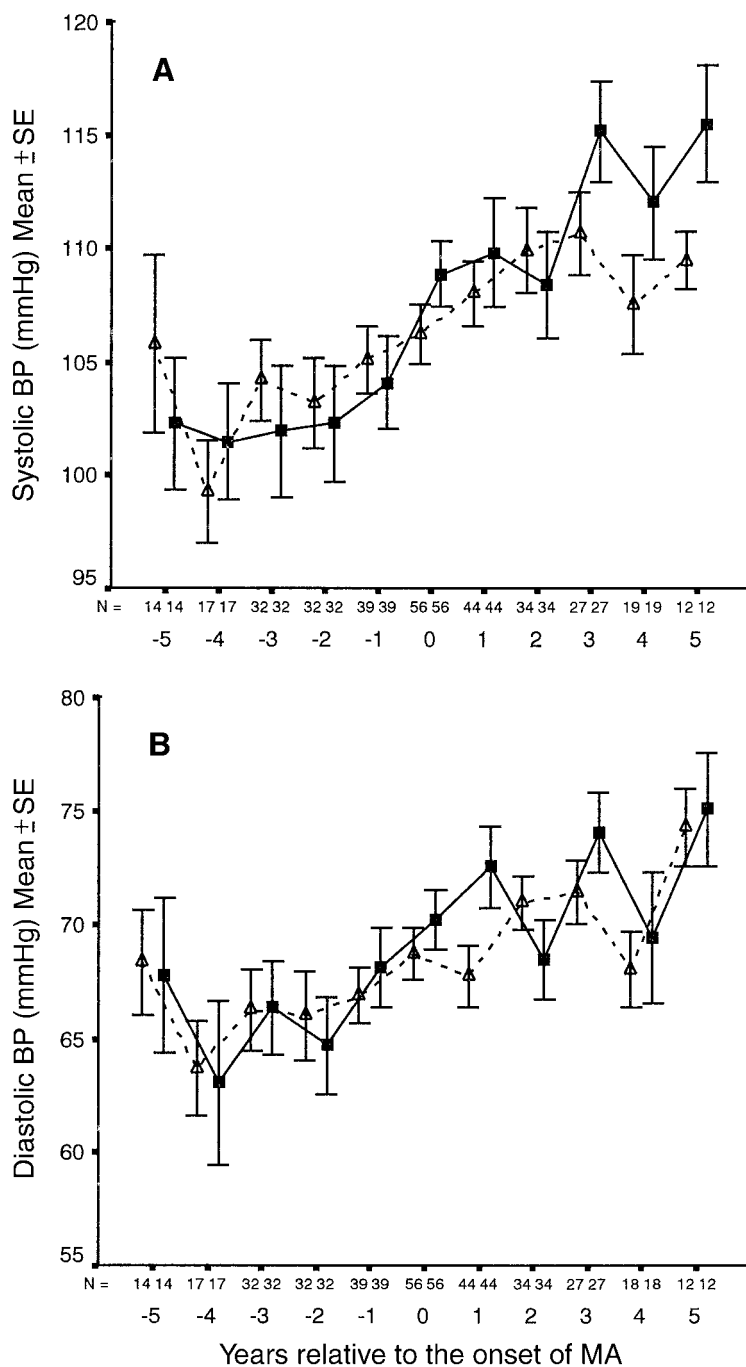 120
A
115
110
105
100
95
Systolic BP (mmHg) Mean ± SE
N = 14 14 17 17 32 32 32 32 39 39 56 56 44 44 34 34 27 27 19 19 12 12
-5 -4 -3 -2 -1 0 1 2 3 4 5
80
B
75
70
65
60
55
Diastolic BP (mmHg) Mean ± SE
N = 14 14 17 17 32 32 32 32 39 39 56 56 44 44 34 34 27 27 18 18 12 12
-5 -4 -3 -2 -1 0 1 2 3 4 5
Years relative to the onset of MA